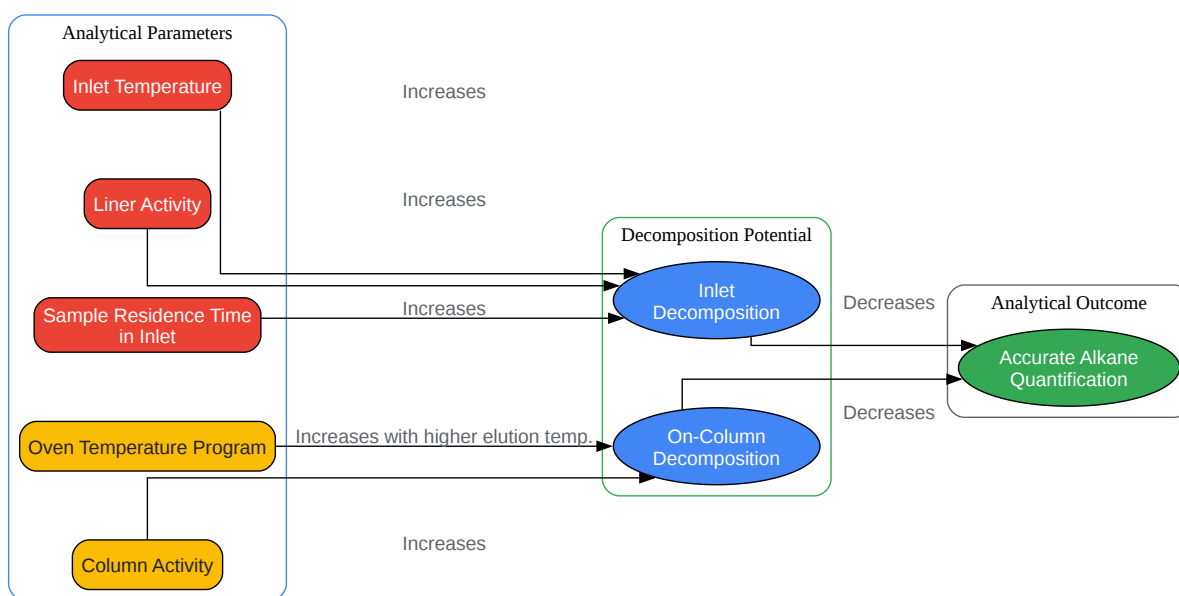 Analytical Parameters
Inlet Temperature
Increases
Liner Activity
Increases
Decomposition Potential
Inlet
Decomposition
Sample Residence Time
in Inlet
Increases
Decreases
Analytical Outcome
Accurate Alkane
Quantification
Oven Temperature Program
Increases with higher elution temp.
On-Column
Decomposition
Decreases
Column Activity
Increases